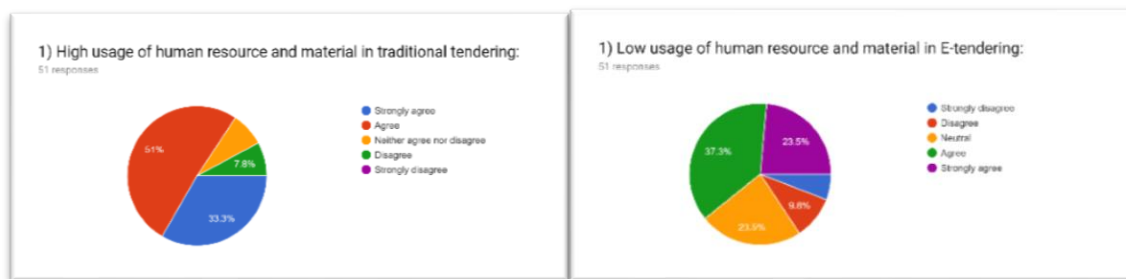 1) High usage of human resource and material in traditional tendering:
51 responses
Strongly agree
Agree
Neither agree nor disagree
Disagree
Strongly disagree
51%
7.8%
33.3%
1) Low usage of human resource and material in E-tendering:
51 responses
Strongly disagree
Disagree
Neutral
Agree
Strongly agree
37.3%
23.5%
9.8%
23.5%